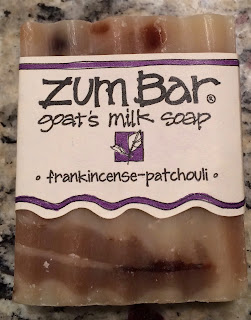 Zum Bar®
goat's milk soap
• frankincense-patchouli •